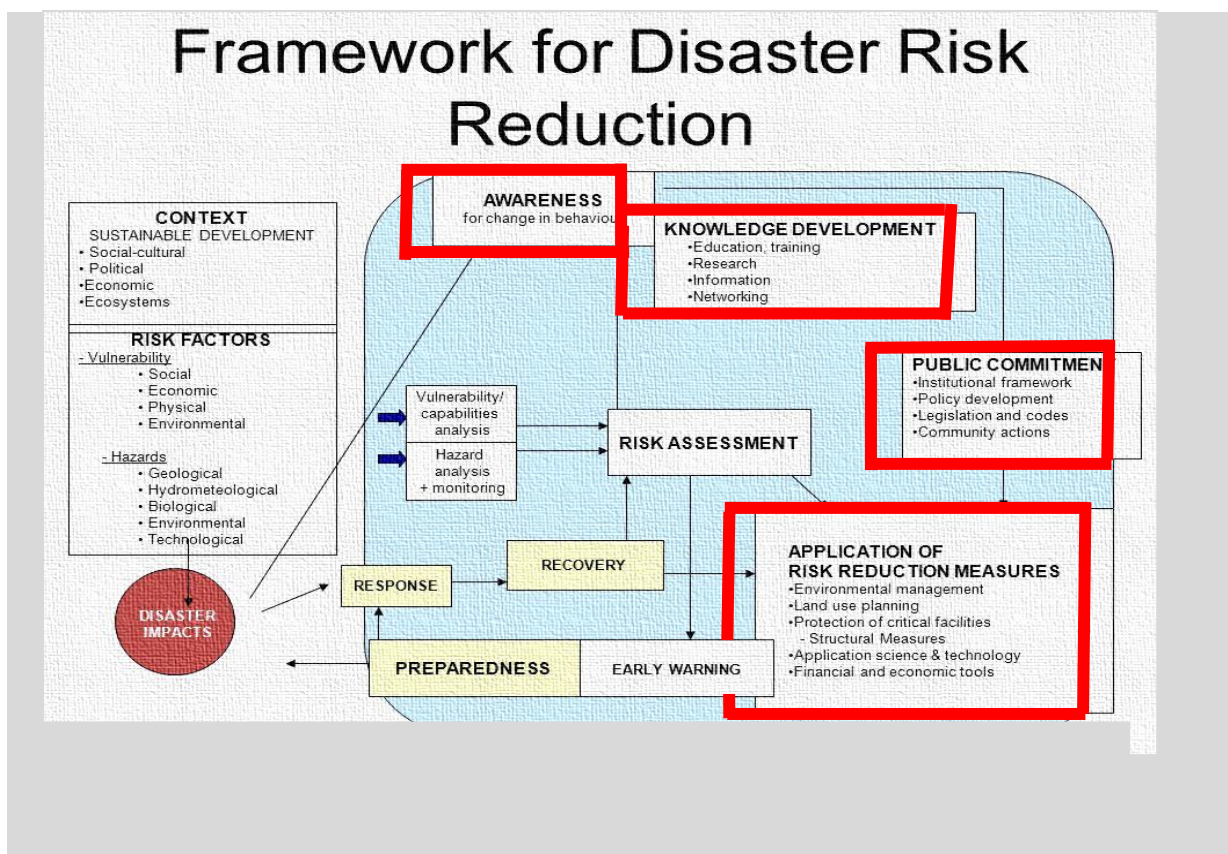 Framework for Disaster Risk
Reduction
AWARENESS
for change in behaviou
CONTEXT
SUSTAINABLE DEVELOPMENT
• Social-cultural
• Political
•Economic
•Ecosystems
KNOWLEDGE DEVELOPMENT
•Education, training
•Research
•Information
•Networking
RISK FACTORS
- Vulnerability
• Social
• Economic
• Physical
• Environmental
- Hazards
• Geological
• Hydrometeological
• Biological
• Environmental
• Technological
PUBLIC COMMITMEN
•Institutional framework
•Policy development
•Legislation and codes
•Community actions
Vulnerability/
capabilities
analysis
Hazard
analysis
+ monitoring
RISK ASSESSMENT
APPLICATION OF
RISK REDUCTION MEASURES
•Environmental management
•Land use planning
•Protection of critical facilities
- Structural Measures
•Application science & technology
•Financial and economic tools
RECOVERY
RESPONSE
DISASTER
IMPACTS
PREPAREDNESS
EARLY WARNING